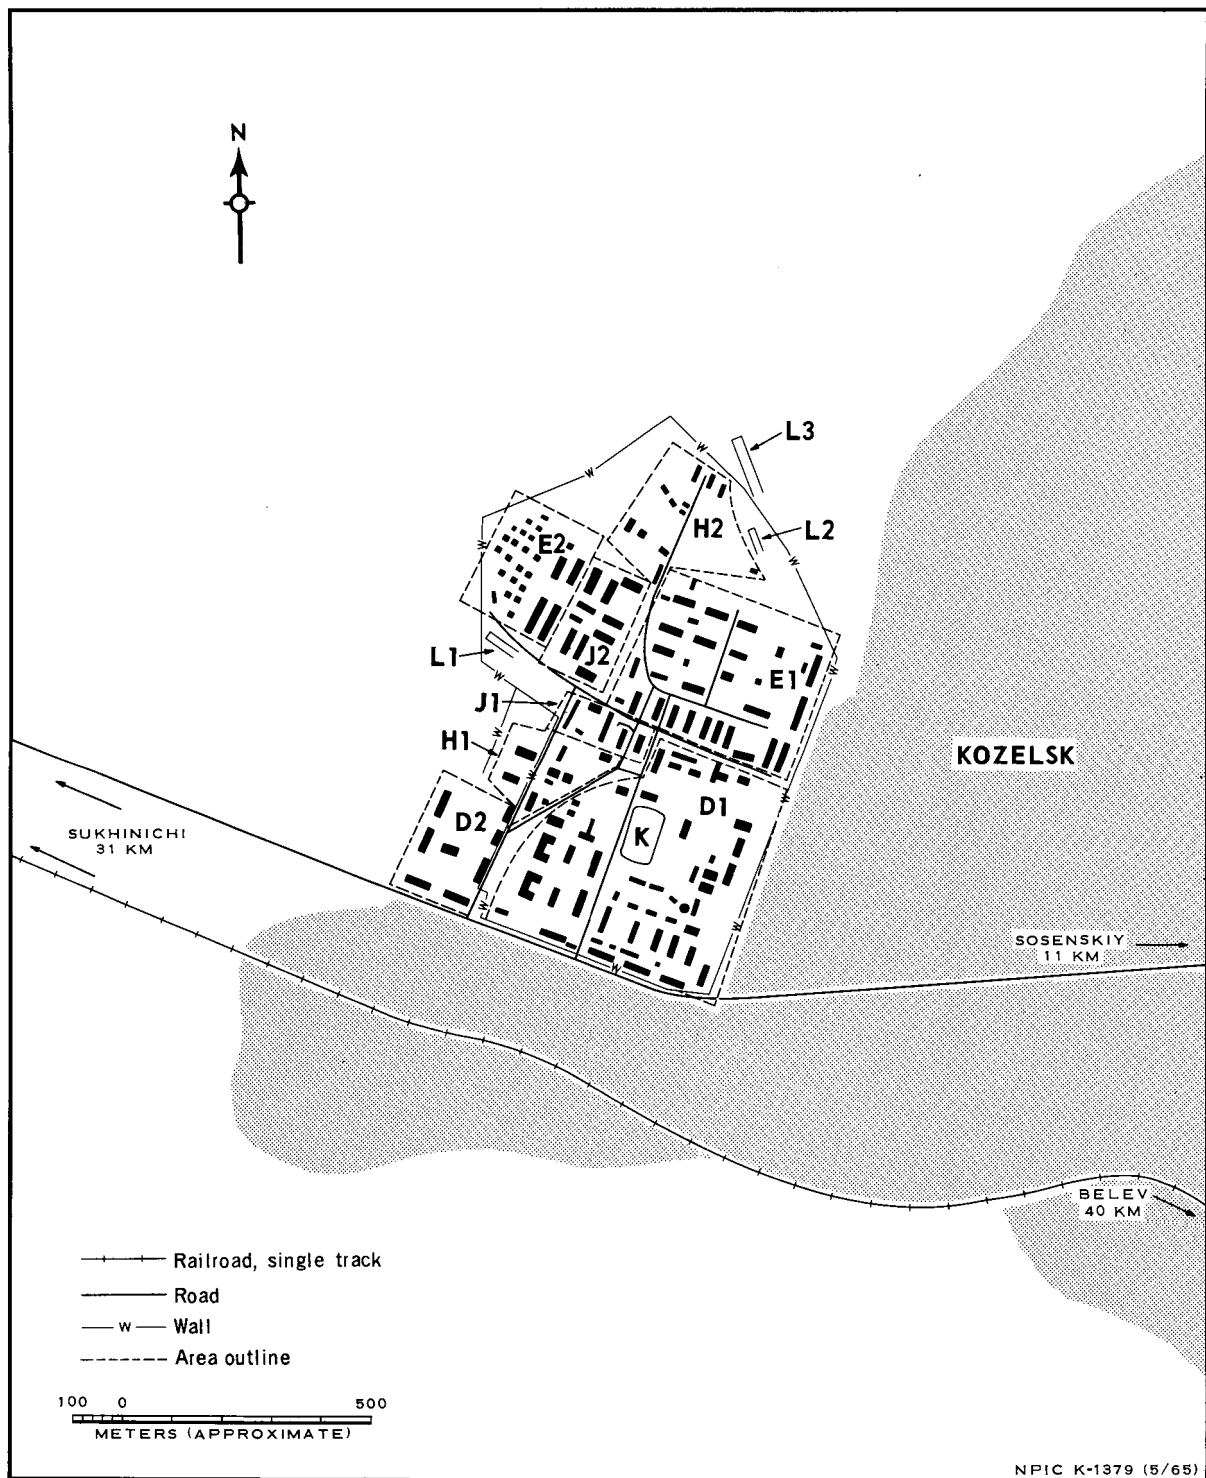 N
L3
H2
L2
E2
L1
J2
E1
J1
H1
KOZELSK
D2
D1
K
SUKHINICHI
31 KM
SOSENSKIY
11 KM
BELEV
40 KM
Railroad, single track
Road
W Wall
Area outline
100 0 500
METERS (APPROXIMATE)
NPIC K-1379 (5/65)
W
W
W
W
W
W
W
W
W
W
W